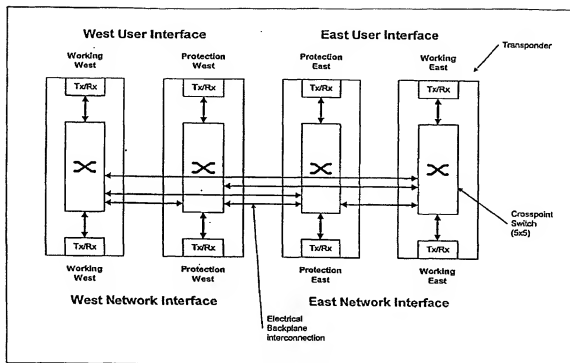 West User Interface
East User Interface
Working
West
Protection
West
Protection
East
Working
East
Transponder
Tx/Rx
Tx/Rx
Tx/Rx
Tx/Rx
Crosspoint
Switch
(5x5)
Tx/Rx
Tx/Rx
Tx/Rx
Tx/Rx
Working
West
Protection
West
Protection
East
Working
East
West Network Interface
East Network Interface
Electrical
Backplane
interconnection